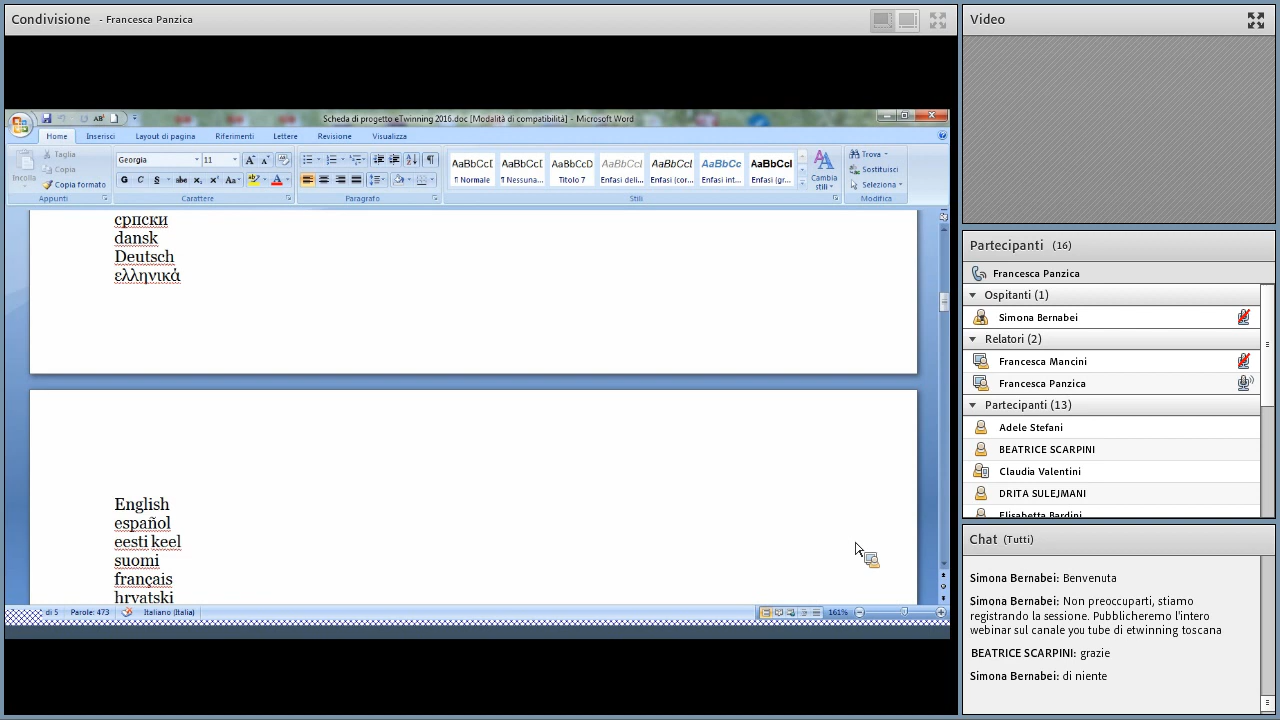 Condivisione - Francesca Panzica
Scheda di progetto eTwinning 2016.doc [Modalità di compatibilità] - Microsoft Word
Home Inserisci Layout di pagina Riferimenti Lettere Revisione Visualizza
Incolla
Taglia
Copia
Copia formato
Appunti
Georgia 11
Carattere
Paragrafo
AaBbCcI AaBbCcI AaBbCcD AaBbCcI AaBbCcI AaBbCc AaBbCcI
¶ Normale ¶ Nessuna... Titolo 7 Enfasi deli... Enfasi (cor... Enfasi int... Enfasi (gr...
Cambia stili
Stili
Trova
Sostituisci
Seleziona
Modifica
српски
dansk
Deutsch
ελληνικά
English
español
eesti keel
suomi
français
hrvatski
di 5 Parole: 473 Italiano (Italia) 161%
Video
Partecipanti (16)
Francesca Panzica
Ospitanti (1)
Simona Bernabei
Relatori (2)
Francesca Mancini
Francesca Panzica
Partecipanti (13)
Adele Stefani
BEATRICE SCARPINI
Claudia Valentini
DRITA SULEJMANI
Elisabetta Bardini
Chat (Tutti)
Simona Bernabei: Benvenuta
Simona Bernabei: Non preoccuparti, stiamo
registrando la sessione. Pubblicheremo l'intero
webinar sul canale you tube di etwinning toscana
BEATRICE SCARPINI: grazie
Simona Bernabei: di niente